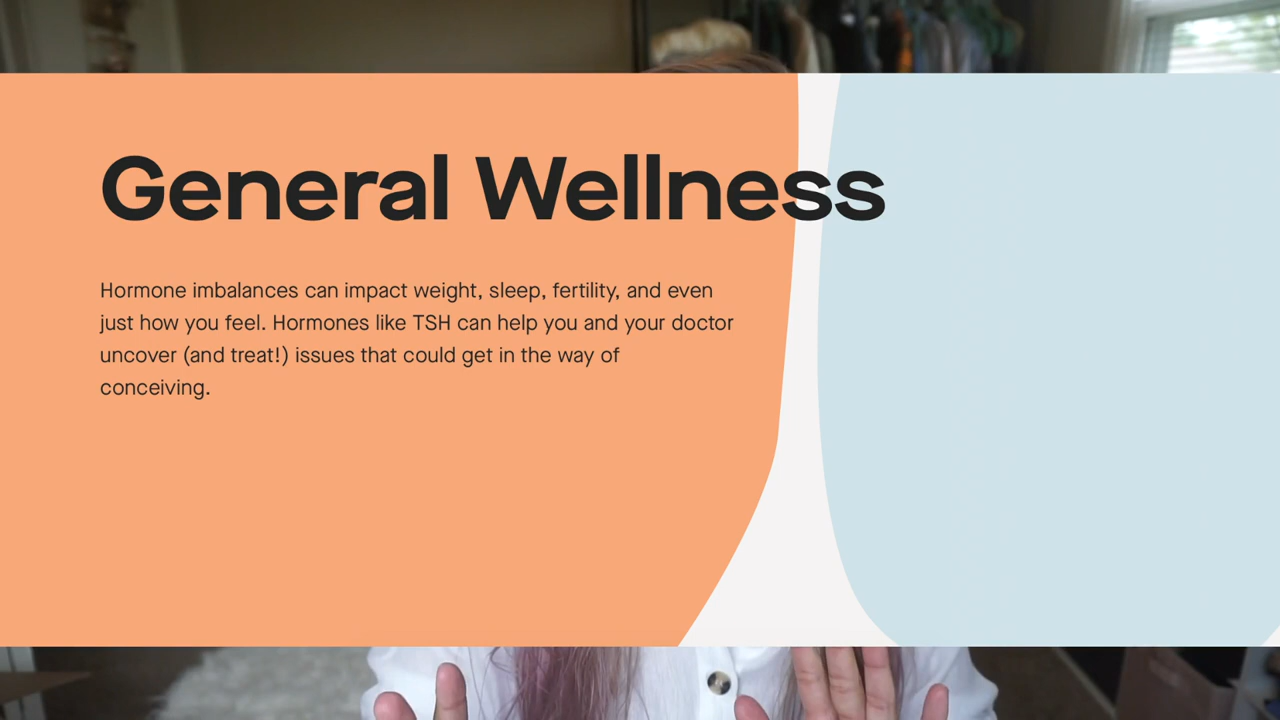 General Wellness
Hormone imbalances can impact weight, sleep, fertility, and even
just how you feel. Hormones like TSH can help you and your doctor
uncover (and treat!) issues that could get in the way of
conceiving.